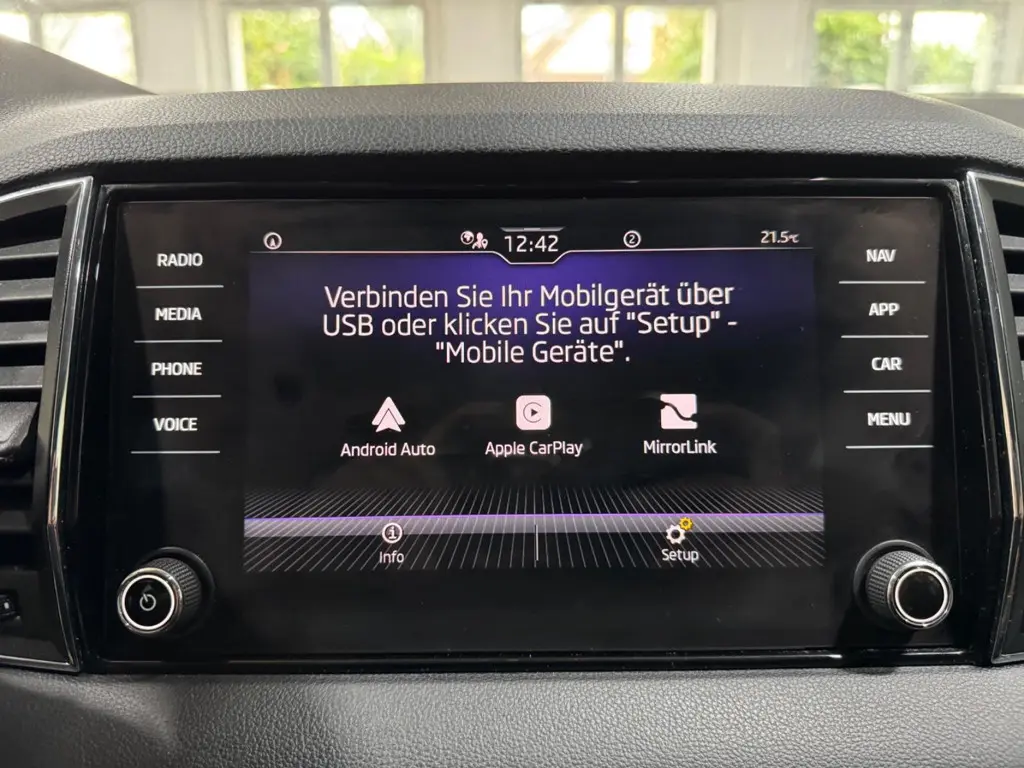 12:42
2
21.5°C
RADIO
MEDIA
PHONE
VOICE
Verbinden Sie Ihr Mobilgerät über
USB oder klicken Sie auf "Setup" -
"Mobile Geräte".
Android Auto
Apple CarPlay
MirrorLink
Info
Setup
NAV
APP
CAR
MENU